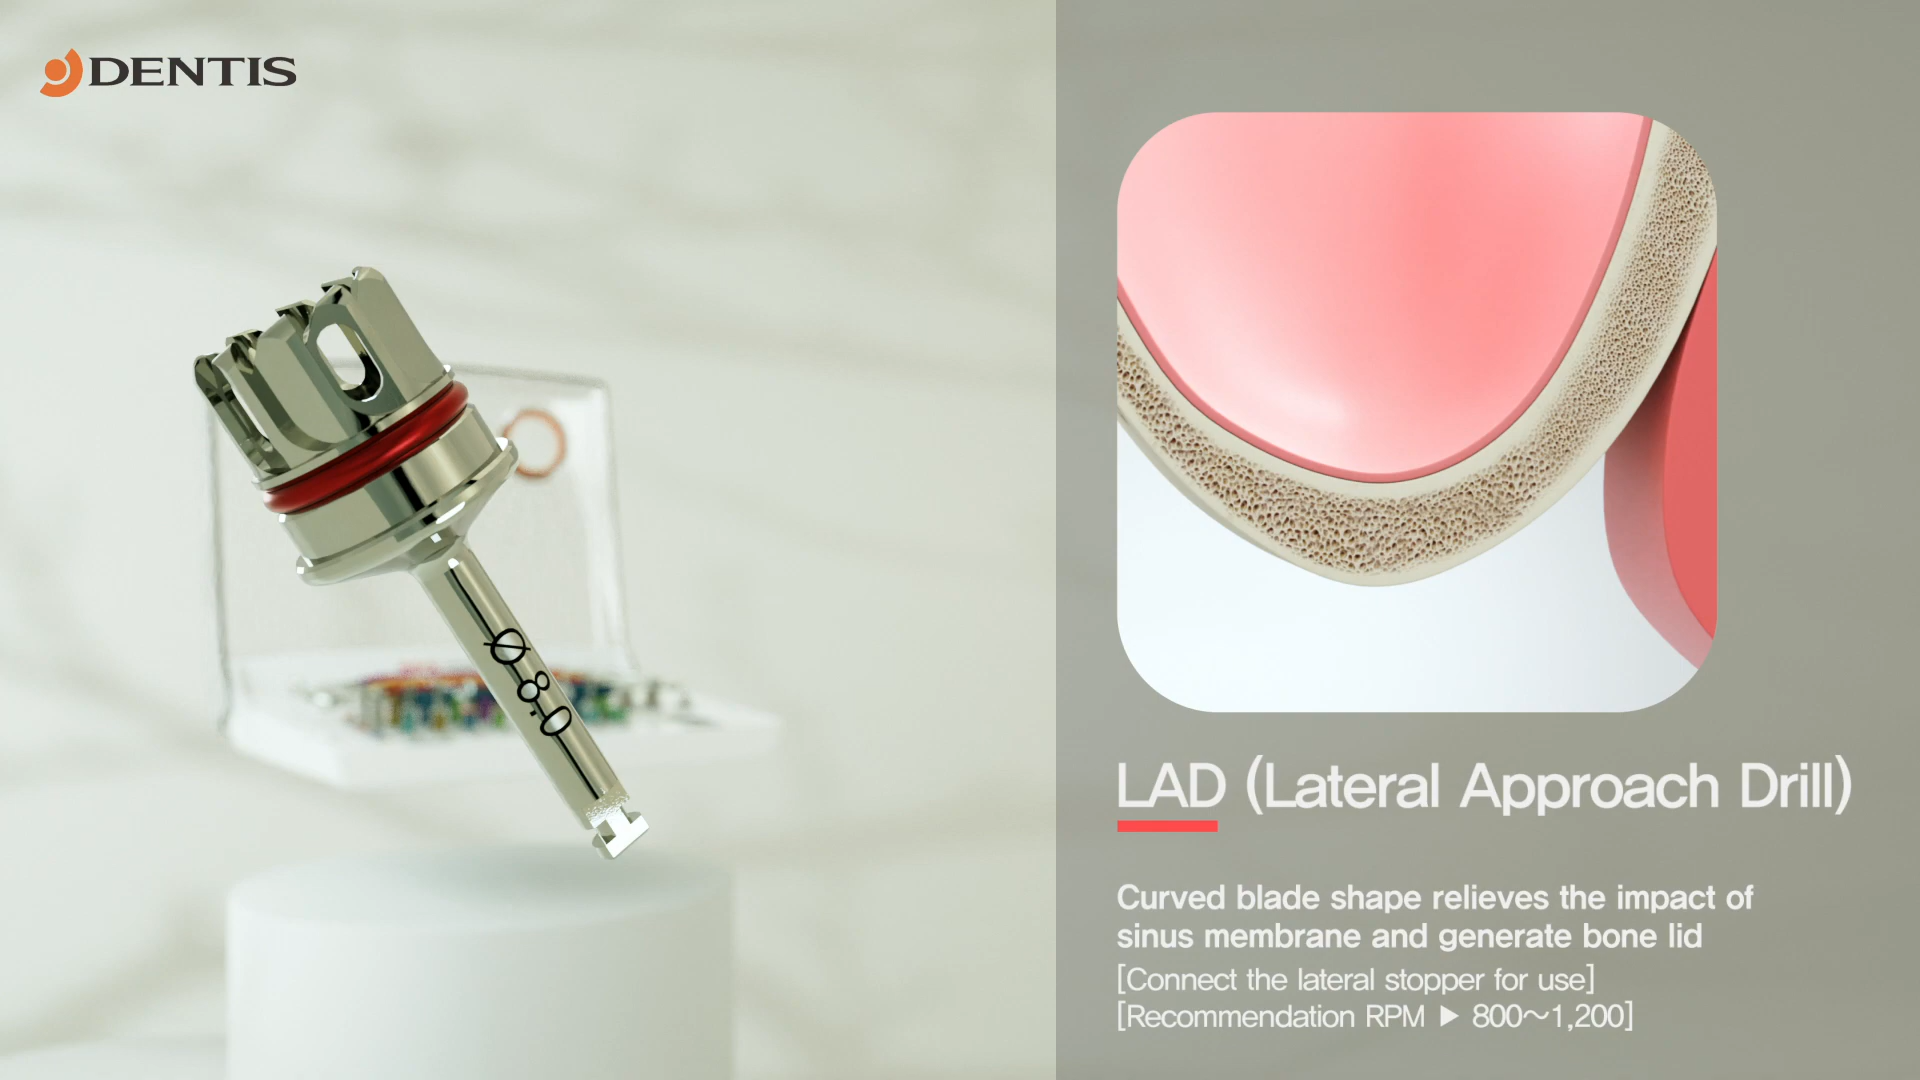 DENTIS
Ø 8.0
LAD (Lateral Approach Drill)
Curved blade shape relieves the impact of
sinus membrane and generate bone lid
[Connect the lateral stopper for use]
[Recommendation RPM ▶ 800～1,200]